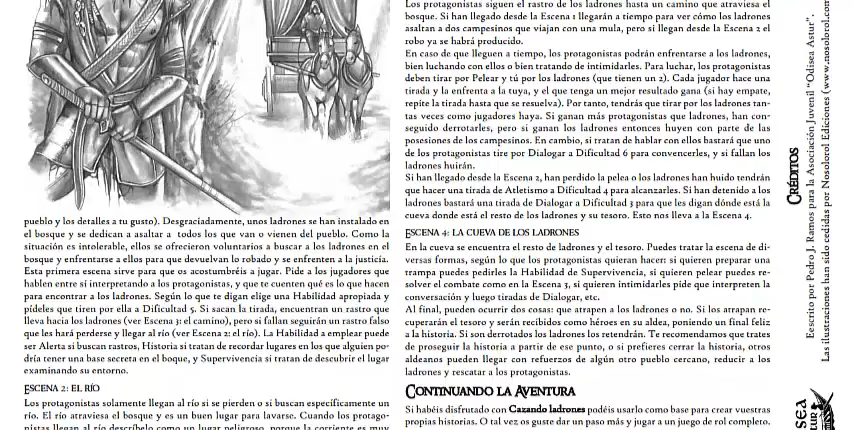 pueblo y los detalles a tu gusto). Desgraciadamente, unos ladrones se han instalado en
el bosque y se dedican a asaltar a  todos los que van o vienen del pueblo. Como la
situación es intolerable, ellos se ofrecieron voluntarios a buscar a los ladrones en el
bosque y enfrentarse a ellos para que devuelvan lo robado y se enfrenten a la justicia.
Esta primera escena sirve para que os acostumbréis a jugar. Pide a los jugadores que
hablen entre sí interpretando a los protagonistas, y que te cuenten qué es lo que hacen
para encontrar a los ladrones. Según lo que te digan elige una Habilidad apropiada y
pídeles que tiren por ella a Dificultad 5. Si sacan la tirada, encuentran un rastro que
lleva hacia los ladrones (ver Escena 3: el camino), pero si fallan seguirán un rastro falso
que les hará perderse y llegar al río (ver Escena 2: el río). La Habilidad a emplear puede
ser Alerta si buscan rastros, Historia si tratan de recordar lugares en los que alguien po-
dría tener una base secreta en el boque, y Supervivencia si tratan de descubrir el lugar
examinando su entorno.
Escena 2: el río
Los protagonistas solamente llegan al río si se pierden o si buscan específicamente un
río. El río atraviesa el bosque y es un buen lugar para lavarse. Cuando los protago-
nistas llegan al río descríbelo como un lugar peligroso, porque la corriente es muy
Los protagonistas siguen el rastro de los ladrones hasta un camino que atraviesa el
bosque. Si han llegado desde la Escena 1 llegarán a tiempo para ver cómo los ladrones
asaltan a dos campesinos que viajan con una mula, pero si llegan desde la Escena 2 el
robo ya se habrá producido.
En caso de que lleguen a tiempo, los protagonistas podrán enfrentarse a los ladrones,
bien luchando con ellos o bien tratando de intimidarles. Para luchar, los protagonistas
deben tirar por Pelear y tú por los ladrones (que tienen un 2). Cada jugador hace una
tirada y la enfrenta a la tuya, y el que tenga un mejor resultado gana (si hay empate,
repite la tirada hasta que se resuelva). Por tanto, tendrás que tirar por los ladrones tan-
tas veces como jugadores haya. Si ganan más protagonistas que ladrones, han con-
seguido derrotarles, pero si ganan los ladrones entonces huyen con parte de las
posesiones de los campesinos. En cambio, si tratan de hablar con ellos bastará que uno
de los protagonistas tire por Dialogar a Dificultad 6 para convencerles, y si fallan los
ladrones huirán.
Si han llegado desde la Escena 2, han perdido la pelea o los ladrones han huido tendrán
que hacer una tirada de Atletismo a Dificultad 4 para alcanzarles. Si han detenido a los
ladrones bastará una tirada de Dialogar a Dificultad 3 para que les digan dónde está la
cueva donde está el resto de los ladrones y su tesoro. Esto nos lleva a la Escena 4.
Escena 4: La cueva de los ladrones
En la cueva se encuentra el resto de ladrones y el tesoro. Puedes tratar la escena de di-
versas formas, según lo que los protagonistas quieran hacer: si quieren preparar una
trampa puedes pedirles la Habilidad de Supervivencia, si quieren pelear puedes re-
solver el combate como en la Escena 3, si quieren intimidarles pide que interpreten la
conversación y luego tiradas de Dialogar, etc.
Al final, pueden ocurrir dos cosas: que atrapen a los ladrones o no. Si los atrapan re-
cuperarán el tesoro y serán recibidos como héroes en su aldea, poniendo un final feliz
a la historia. Si son derrotados los ladrones los retendrán. Te recomendamos que trates
de proseguir la historia a partir de ese punto, o si prefieres cerrar la historia, otros
aldeanos pueden llegar con refuerzos de algún otro pueblo cercano, reducir a los
ladrones y rescatar a los protagonistas.
Continuando la Aventura
Si habéis disfrutado con Cazando ladrones podéis usarlo como base para crear vuestras
propias historias. O tal vez os guste dar un paso más y jugar a un juego de rol completo.
Créditos
Eescrito por Pedro J. Ramos para la Asociación Juvenil “Odisea Astur”.
Las ilustraciones han sido cedidas por Nosolorol Ediciones (www.nosolorol.com